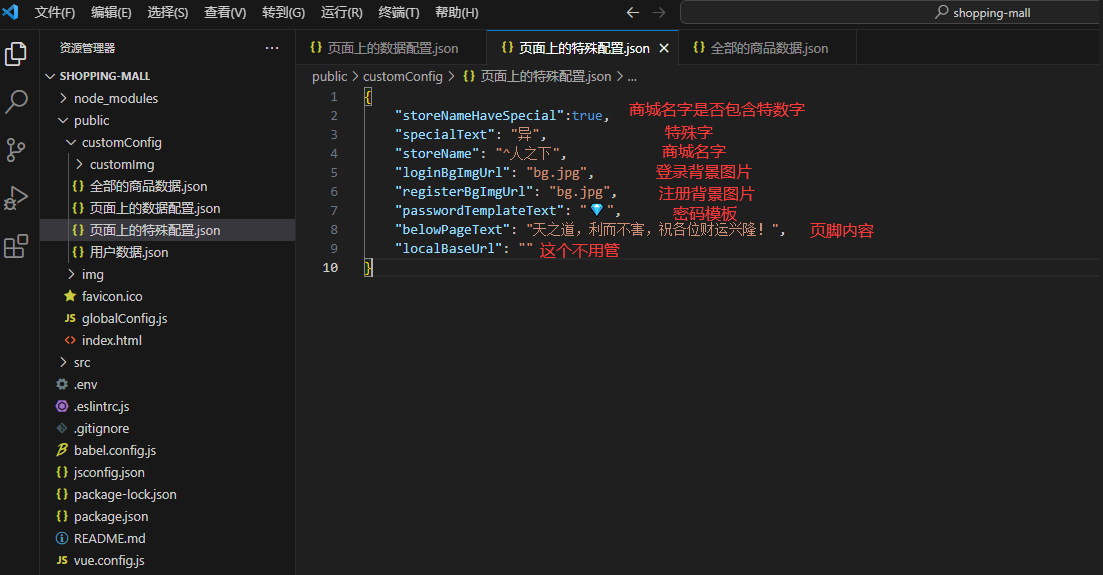 文件(F) 编辑(E) 选择(S) 查看(V) 转到(G) 运行(R) 终端(T) 帮助(H) shopping-mall
资源管理器
页面上的数据配置.json 页面上的特殊配置.json 全部的商品数据.json
public > customConfig > {} 页面上的特殊配置.json > ...
SHOPPING-MALL
node_modules
public
customConfig
customImg
{} 全部的商品数据.json
{} 页面上的数据配置.json
{} 页面上的特殊配置.json
{} 用户数据.json
img
favicon.ico
JS globalConfig.js
<> index.html
src
.env
.eslintrc.js
.gitignore
babel.config.js
{} jsconfig.json
{} package-lock.json
{} package.json
README.md
JS vue.config.js
1 {
2 "storeNameHaveSpecial":true, 商城名字是否包含特数字
3 "specialText": "异", 特殊字
4 "storeName": "^人之下", 商城名字
5 "loginBgImgUrl": "bg.jpg", 登录背景图片
6 "registerBgImgUrl": "bg.jpg", 注册背景图片
7 "passwordTemplateText": "💎", 密码模板
8 "belowPageText": "天之道，利而不害，祝各位财运兴隆！", 页脚内容
9 "localBaseUrl": "" 这个不用管
10 }